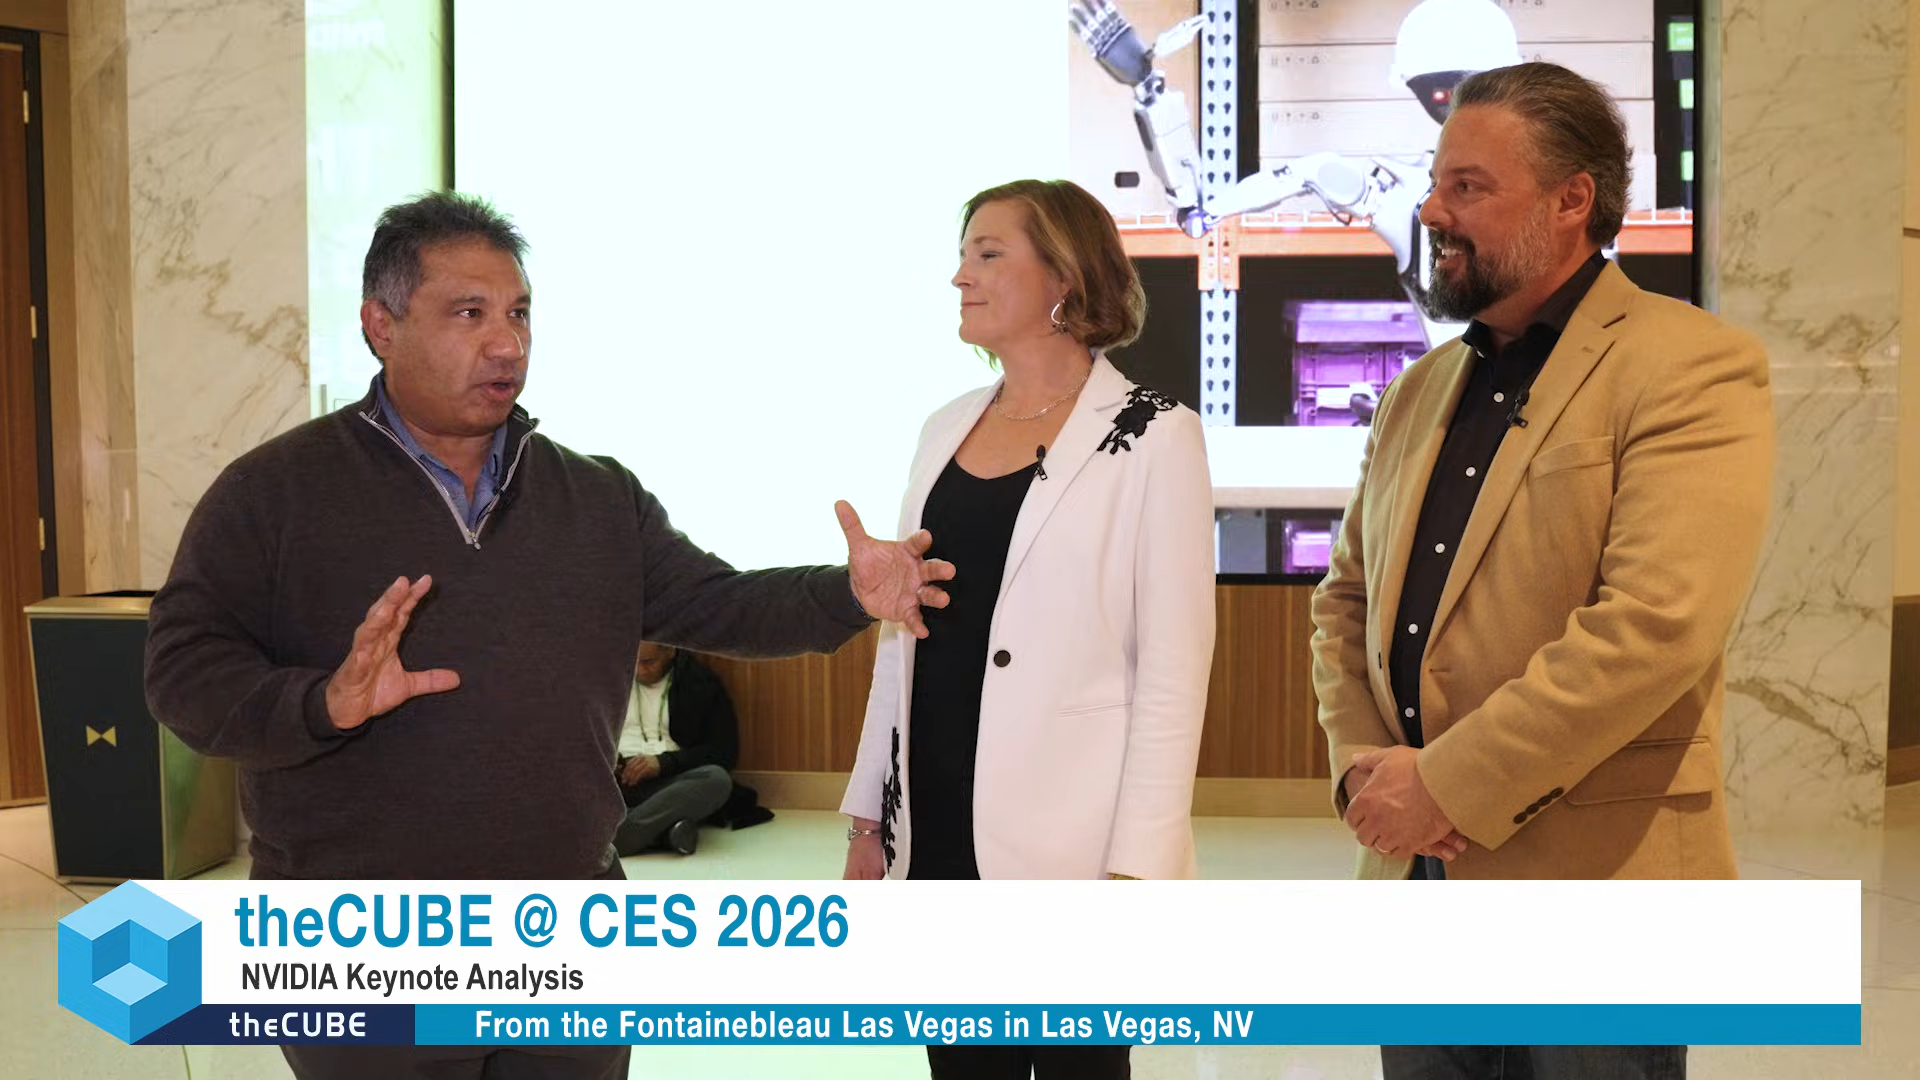 theCUBE @ CES 2026
NVIDIA Keynote Analysis
theCUBE
From the Fontainebleau Las Vegas in Las Vegas, NV